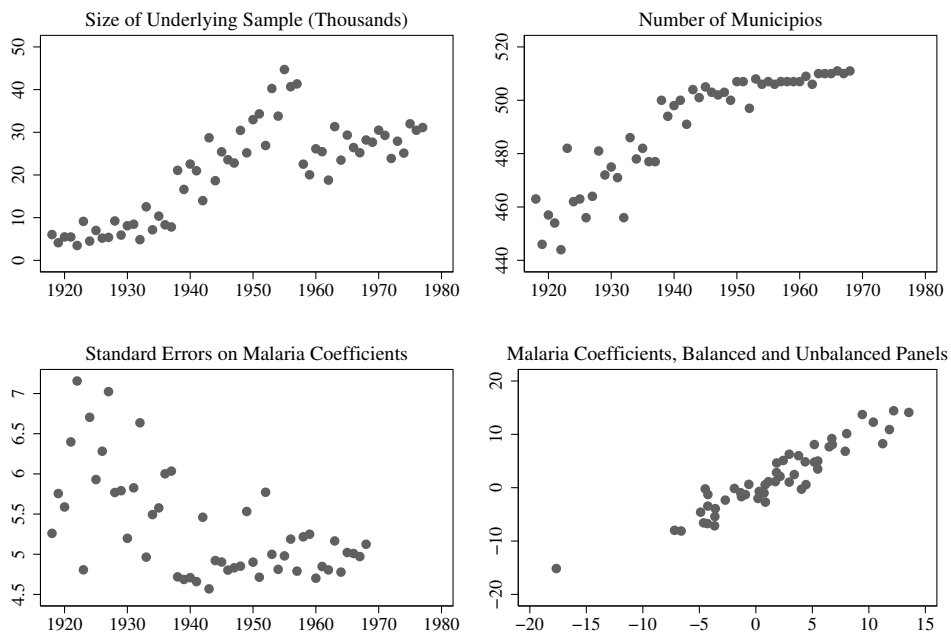 Size of Underlying Sample (Thousands)
50
40
30
20
10
0
1920 1930 1940 1950 1960 1970 1980
Number of Municipios
520
500
480
460
440
1920 1930 1940 1950 1960 1970 1980
Standard Errors on Malaria Coefficients
7
6.5
6
5.5
5
4.5
1920 1930 1940 1950 1960 1970 1980
Malaria Coefficients, Balanced and Unbalanced Panels
20
10
0
−10
−20
−20 −15 −10 −5 0 5 10 15